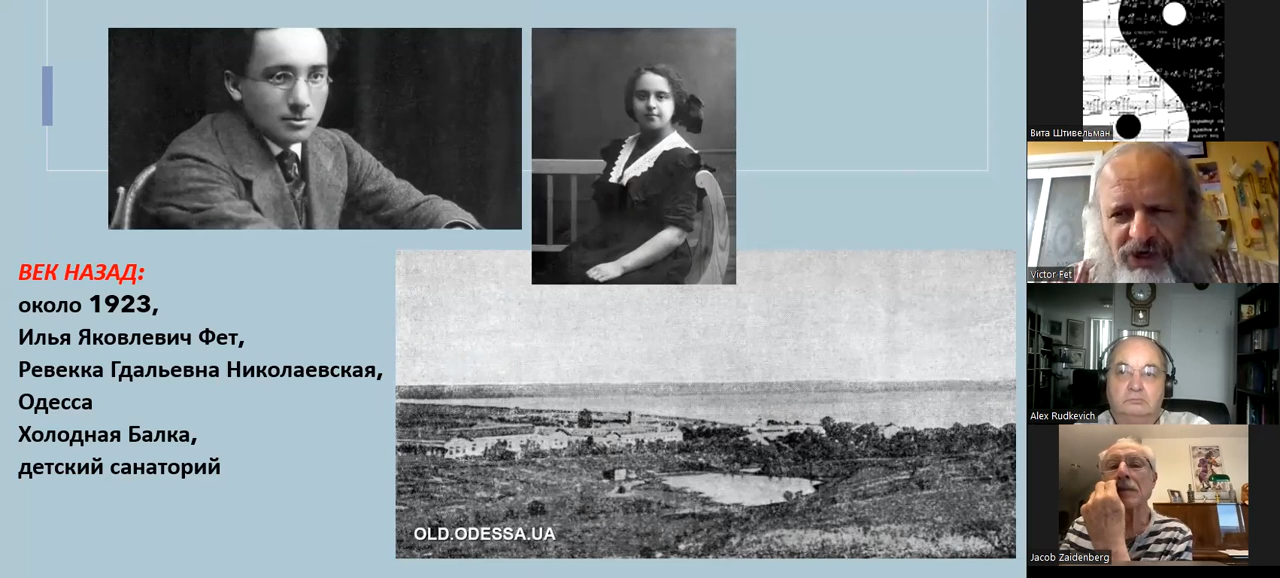 ВЕК НАЗАД:
около 1923,
Илья Яковлевич Фет,
Ревекка Гдальевна Николаевская,
Одесса
Холодная Балка,
детский санаторий
OLD.ODESSA.UA
Вита Штивельман
Victor Fet
Alex Rudkevich
Jacob Zaidenberg